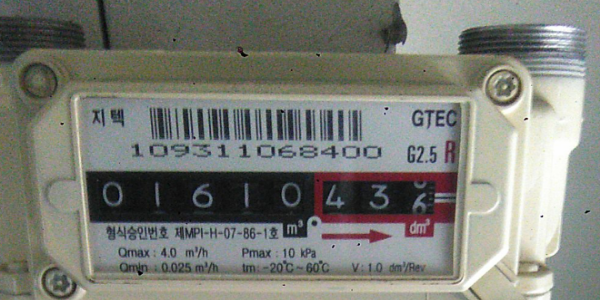 지텍 GTEC
109311068400 G2.5 R
0 1 6 1 0 4 3
형식승인번호 제MPI-H-07-86-1호 m³ dm³
Qmax : 4.0 m³/h Pmax : 10 kPa
Qmin : 0.025 m³/h tm: -20℃~60℃ V : 1.0 dm³/Rev